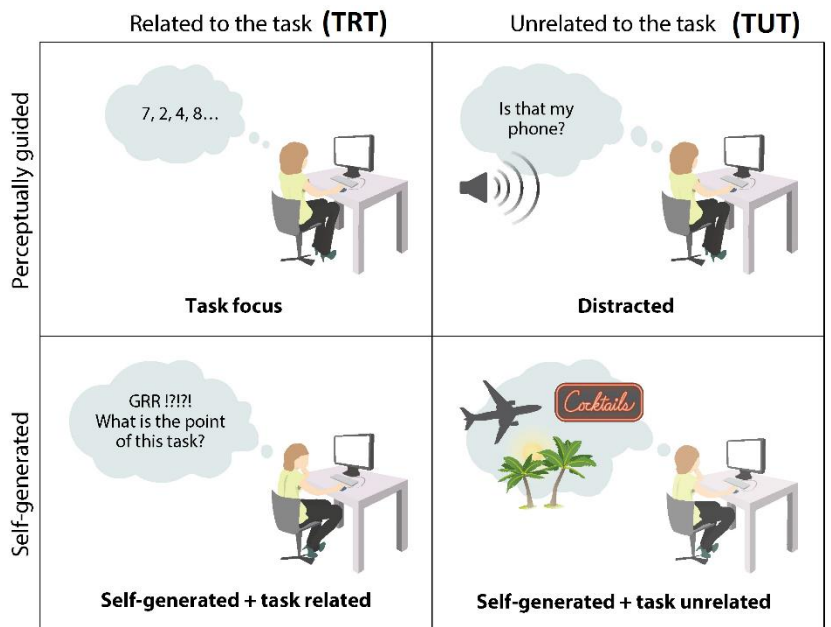 Related to the task (TRT)
Unrelated to the task (TUT)
Perceptually guided
7, 2, 4, 8...
Task focus
Is that my
phone?
Distracted
Self-generated
GRR !?!?!
What is the point
of this task?
Self-generated + task related
Cocktails
Self-generated + task unrelated